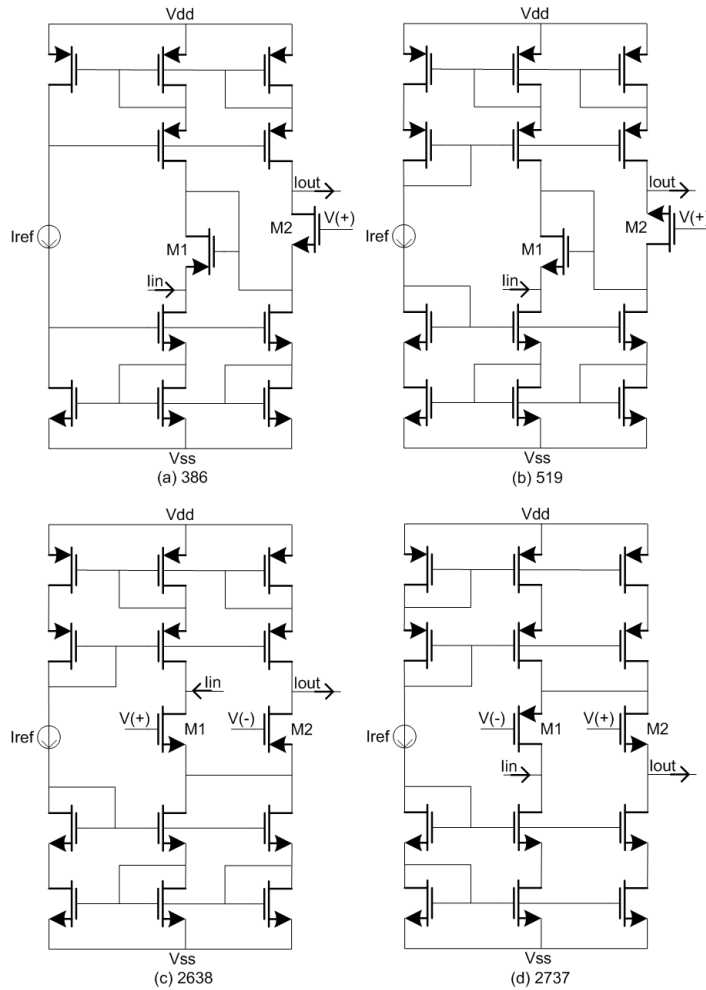 Vdd
Iref
M1
Iin
M2
V(+)
Iout
Vss
(a) 386
Vdd
Iref
M1
Iin
M2
V(+)
Iout
Vss
(b) 519
Vdd
Iin
Iout
V(+)
M1
V(-)
M2
Iref
Vss
(c) 2638
Vdd
V(-)
M1
V(+)
M2
Iref
Iin
Iout
Vss
(d) 2737